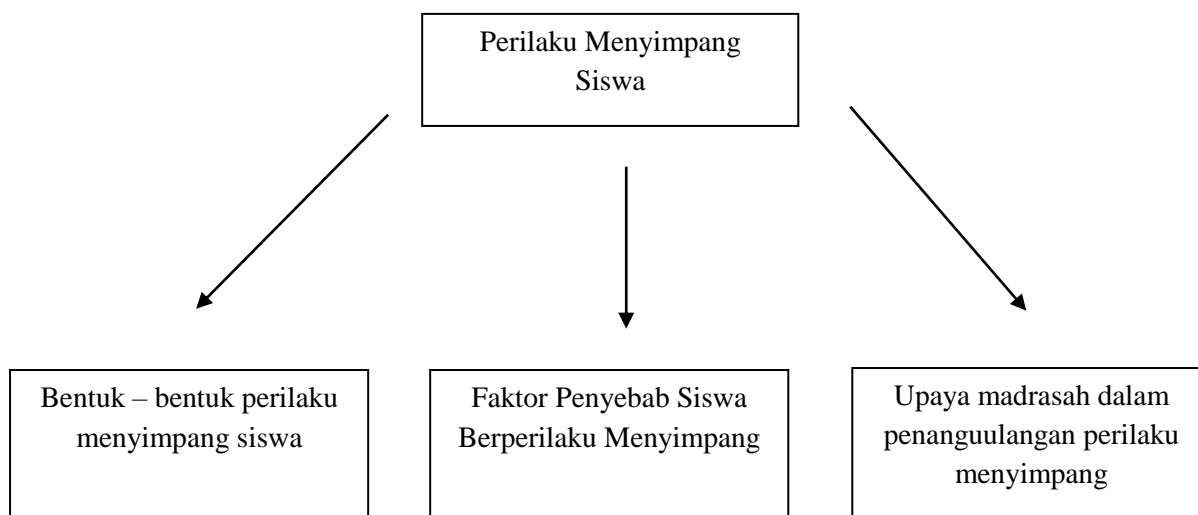 Perilaku Menyimpang
Siswa
Bentuk – bentuk perilaku
menyimpang siswa
Faktor Penyebab Siswa
Berperilaku Menyimpang
Upaya madrasah dalam
penanguulangan perilaku
menyimpang